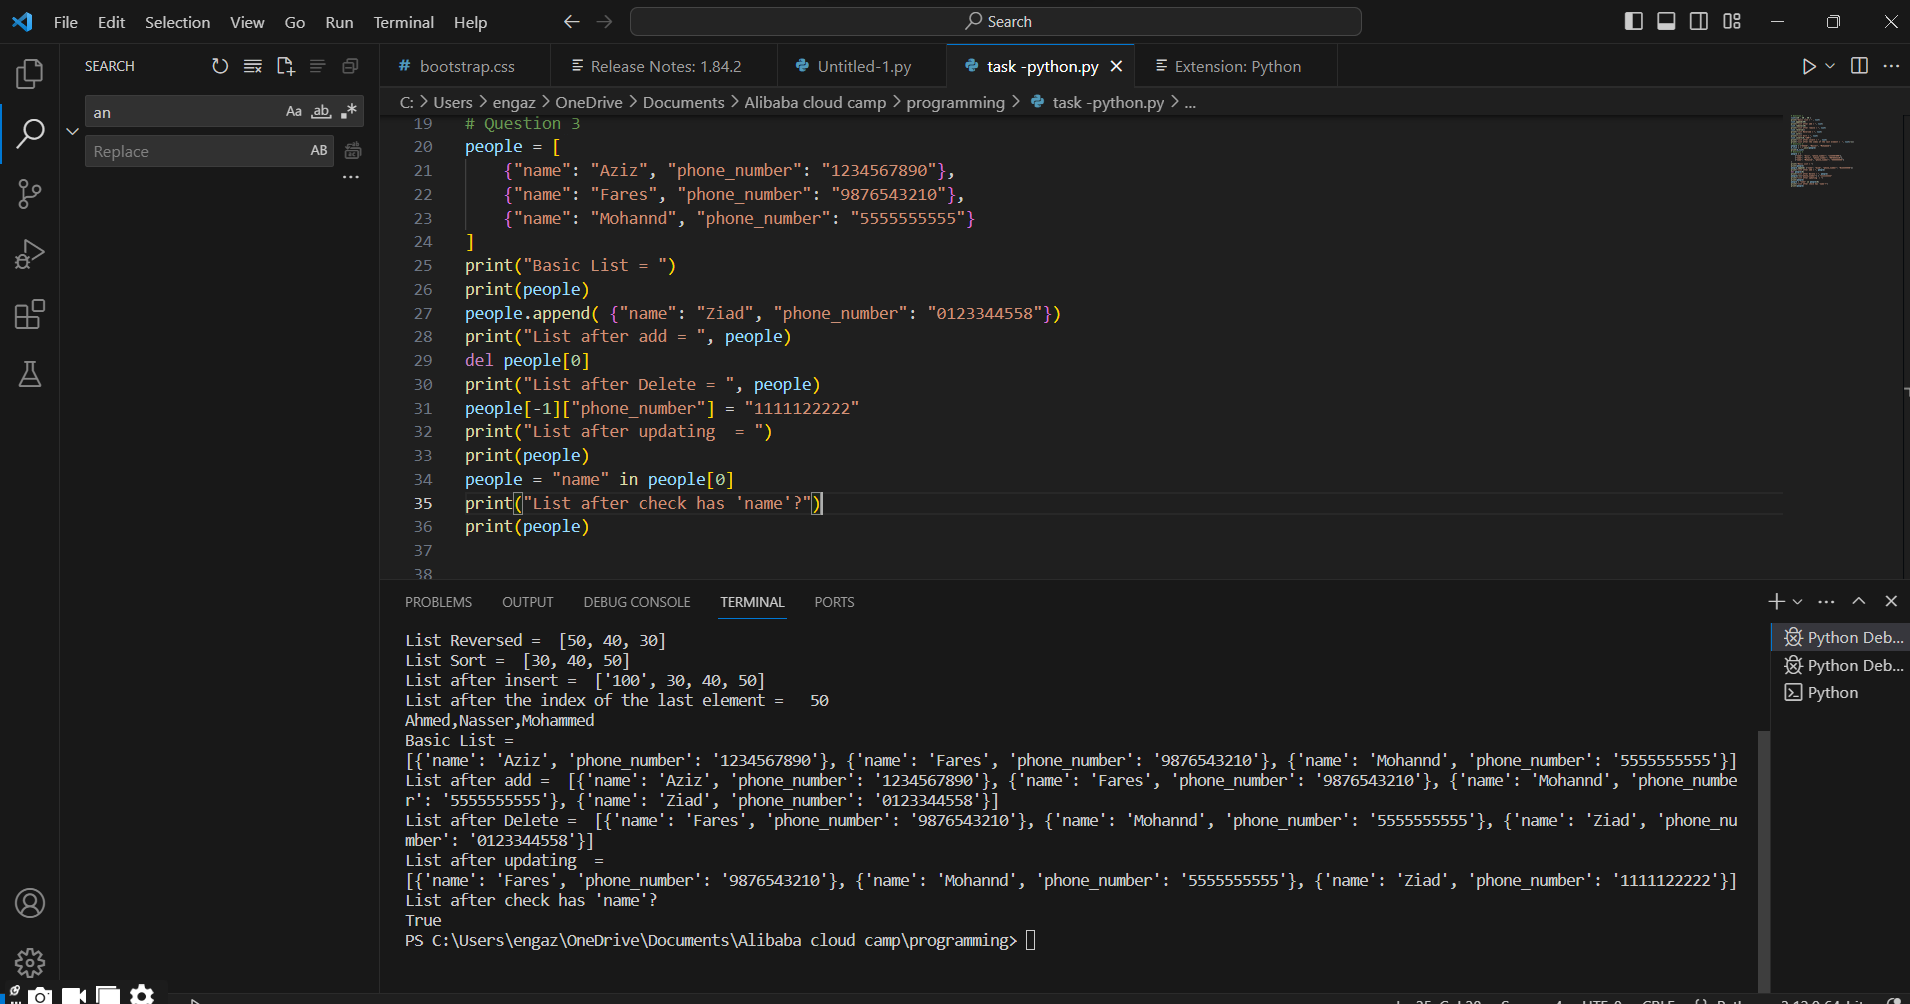 File Edit Selection View Go Run Terminal Help Search
SEARCH
an Aa ab
Replace AB
bootstrap.css Release Notes: 1.84.2 Untitled-1.py task -python.py Extension: Python
C: > Users > engaz > OneDrive > Documents > Alibaba cloud camp > programming > task -python.py > ...
19 # Question 3
20 people = [
21 {"name": "Aziz", "phone_number": "1234567890"},
22 {"name": "Fares", "phone_number": "9876543210"},
23 {"name": "Mohannd", "phone_number": "5555555555"}
24 ]
25 print("Basic List = ")
26 print(people)
27 people.append( {"name": "Ziad", "phone_number": "0123344558"})
28 print("List after add = ", people)
29 del people[0]
30 print("List after Delete = ", people)
31 people[-1]["phone_number"] = "1111122222"
32 print("List after updating  = ")
33 print(people)
34 people = "name" in people[0]
35 print("List after check has 'name'?")
36 print(people)
37
38
PROBLEMS OUTPUT DEBUG CONSOLE TERMINAL PORTS
List Reversed =  [50, 40, 30]
List Sort =  [30, 40, 50]
List after insert =  ['100', 30, 40, 50]
List after the index of the last element =   50
Ahmed,Nasser,Mohammed
Basic List =
[{'name': 'Aziz', 'phone_number': '1234567890'}, {'name': 'Fares', 'phone_number': '9876543210'}, {'name': 'Mohannd', 'phone_number': '5555555555'}]
List after add =  [{'name': 'Aziz', 'phone_number': '1234567890'}, {'name': 'Fares', 'phone_number': '9876543210'}, {'name': 'Mohannd', 'phone_numbe
r': '5555555555'}, {'name': 'Ziad', 'phone_number': '0123344558'}]
List after Delete =  [{'name': 'Fares', 'phone_number': '9876543210'}, {'name': 'Mohannd', 'phone_number': '5555555555'}, {'name': 'Ziad', 'phone_nu
mber': '0123344558'}]
List after updating  =
[{'name': 'Fares', 'phone_number': '9876543210'}, {'name': 'Mohannd', 'phone_number': '5555555555'}, {'name': 'Ziad', 'phone_number': '1111122222'}]
List after check has 'name'?
True
PS C:\Users\engaz\OneDrive\Documents\Alibaba cloud camp\programming>
Python Deb...
Python Deb...
Python